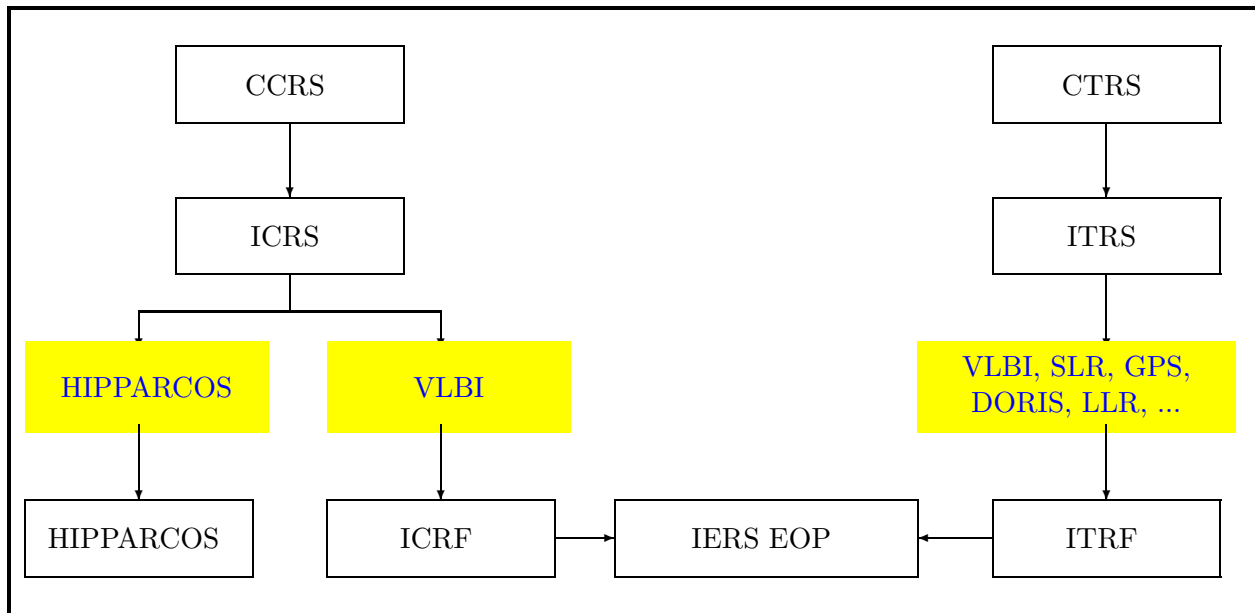 CCRS
CTRS
ICRS
ITRS
HIPPARCOS
VLBI
VLBI, SLR, GPS,
DORIS, LLR, ...
HIPPARCOS
ICRF
IERS EOP
ITRF